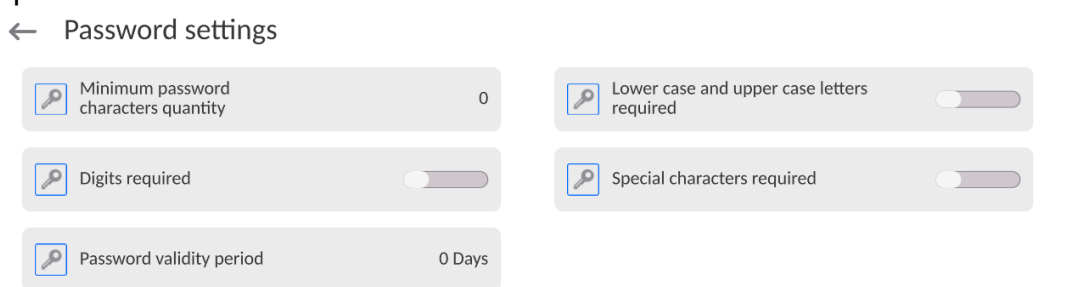 Password settings
Minimum password
characters quantity
0
Lower case and upper case letters
required
Digits required
Special characters required
Password validity period
0 Days